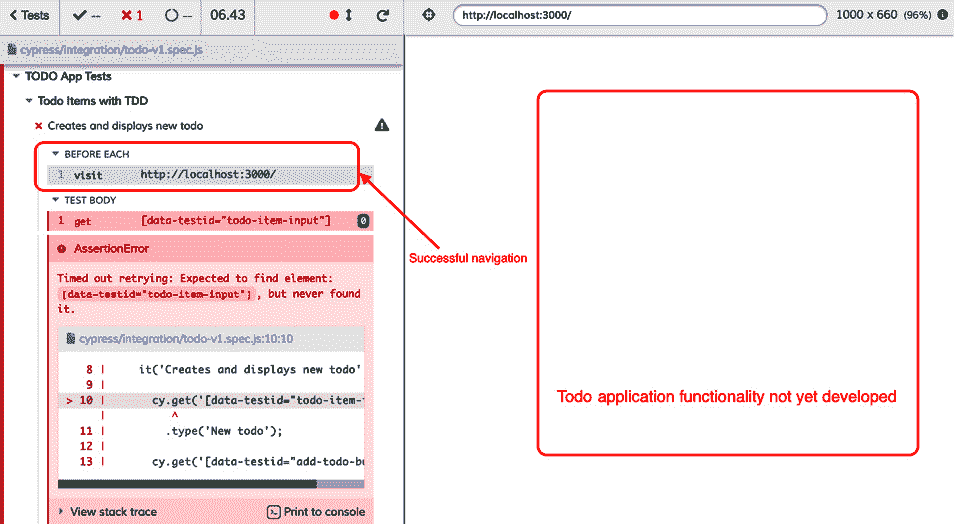 Tests -- 1 -- 06.43 http://localhost:3000/ 1000 x 660 (96%)
cypress/integration/todo-v1.spec.js
TODO App Tests
Todo Items with TDD
Creates and displays new todo
BEFORE EACH
1 visit http://localhost:3000/
TEST BODY
1 get [data-testid="todo-item-input"] 0
AssertionError
Successful navigation
Timed out retrying: Expected to find element:
[data-testid="todo-item-input"], but never found
it.
cypress/integration/todo-v1.spec.js:10:10
8 | it('Creates and displays new todo'
9 |
> 10 | cy.get('[data-testid="todo-item-
| ^
11 | .type('New todo');
12 |
13 | cy.get('[data-testid="add-todo-bu
Todo application functionality not yet developed
View stack trace Print to console